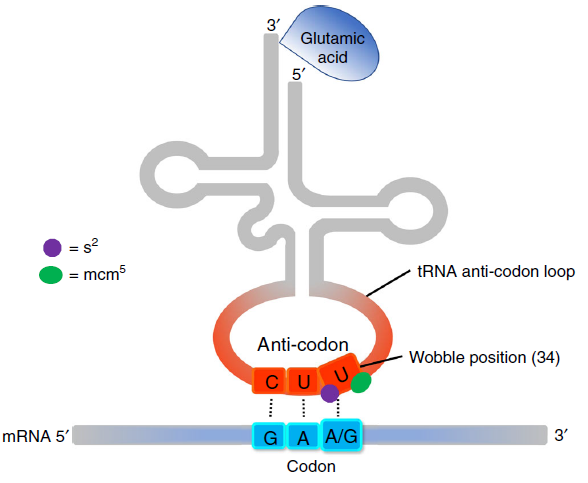 3′
Glutamic
acid
5′
= s²
= mcm⁵
tRNA anti-codon loop
Anti-codon
Wobble position (34)
C U U
mRNA 5′ G A A/G 3′
Codon